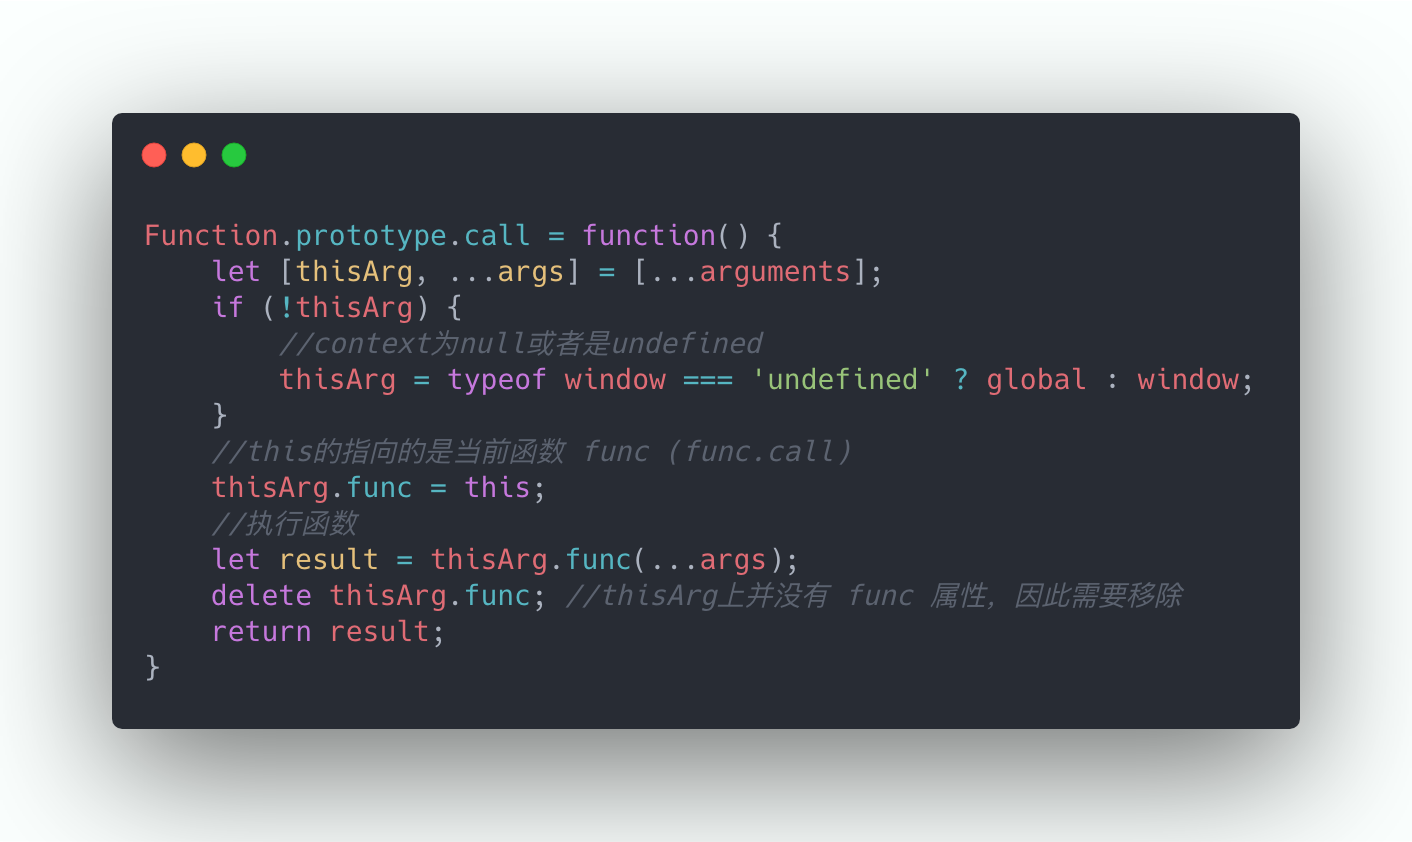 Function.prototype.call = function() {
    let [thisArg, ...args] = [...arguments];
    if (!thisArg) {
        //context为null或者是undefined
        thisArg = typeof window === 'undefined' ? global : window;
    }
    //this的指向的是当前函数 func (func.call)
    thisArg.func = this;
    //执行函数
    let result = thisArg.func(...args);
    delete thisArg.func; //thisArg上并没有 func 属性，因此需要移除
    return result;
}